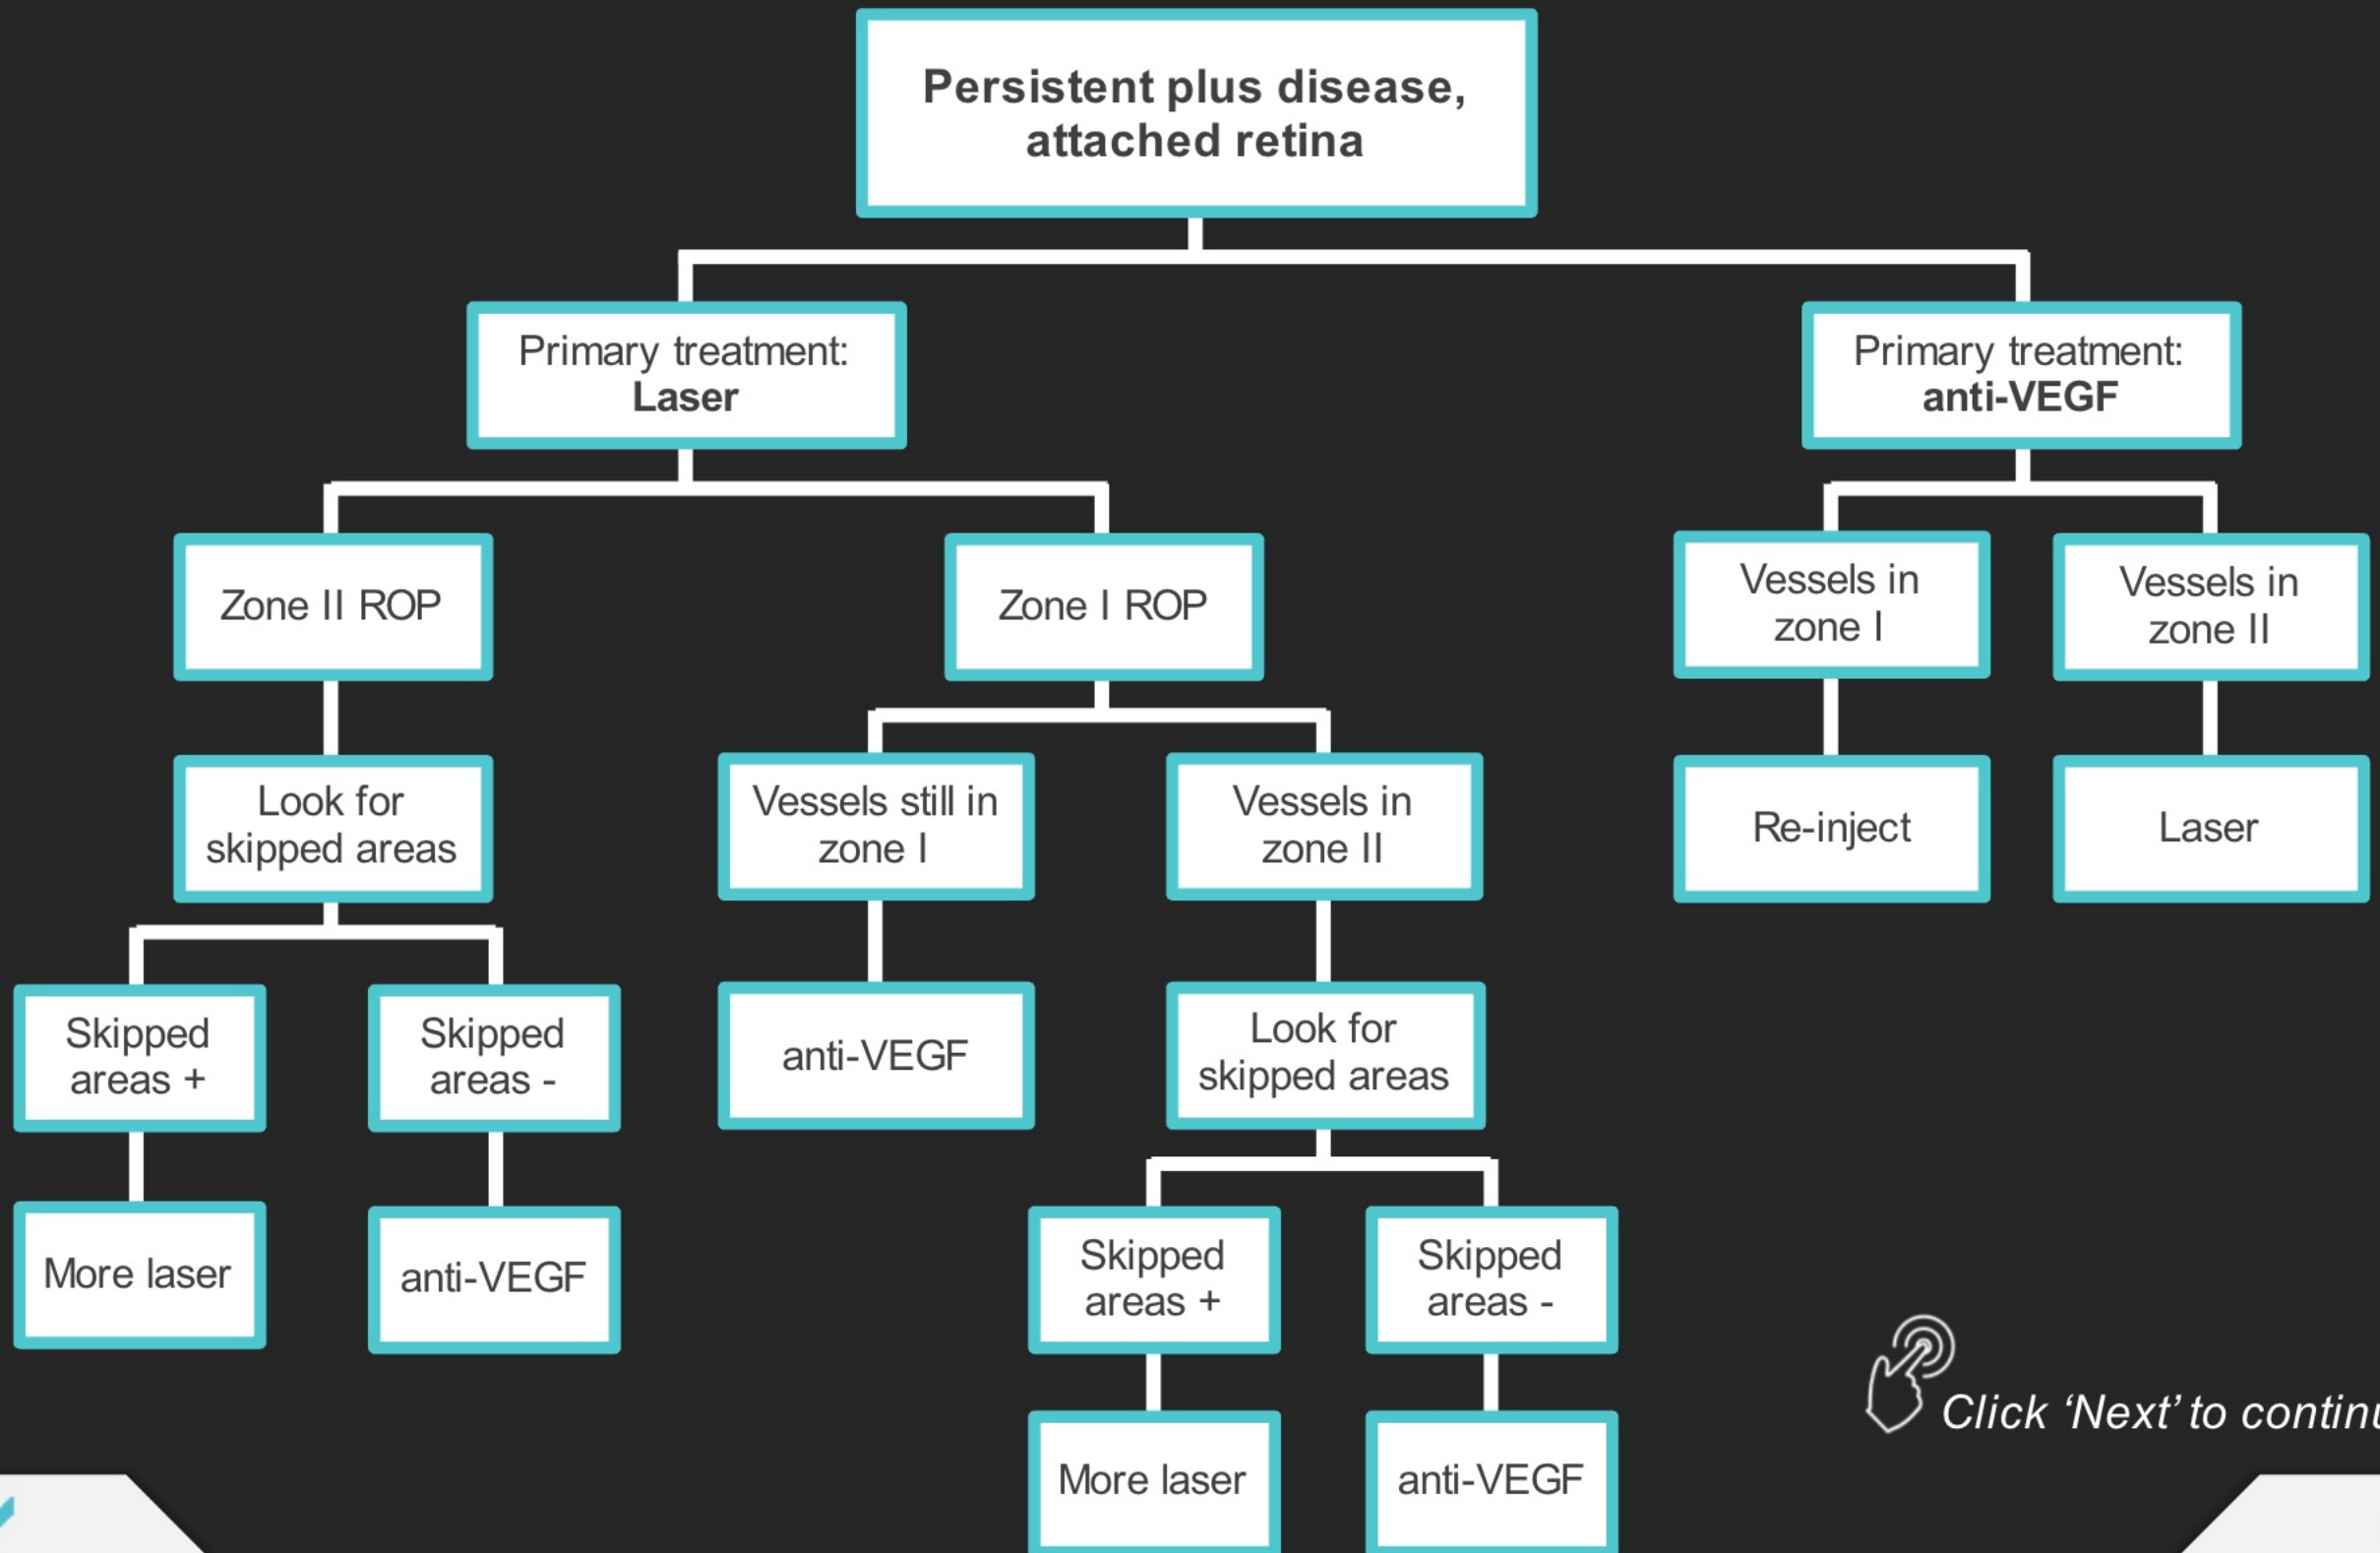 Persistent plus disease,
attached retina
Primary treatment:
Laser
Primary treatment:
anti-VEGF
Zone II ROP
Zone I ROP
Vessels in
zone I
Vessels in
zone II
Look for
skipped areas
Vessels still in
zone I
Vessels in
zone II
Re-inject
Laser
Skipped
areas +
Skipped
areas -
anti-VEGF
Look for
skipped areas
More laser
anti-VEGF
Skipped
areas +
Skipped
areas -
More laser
anti-VEGF
Click ‘Next’ to continu